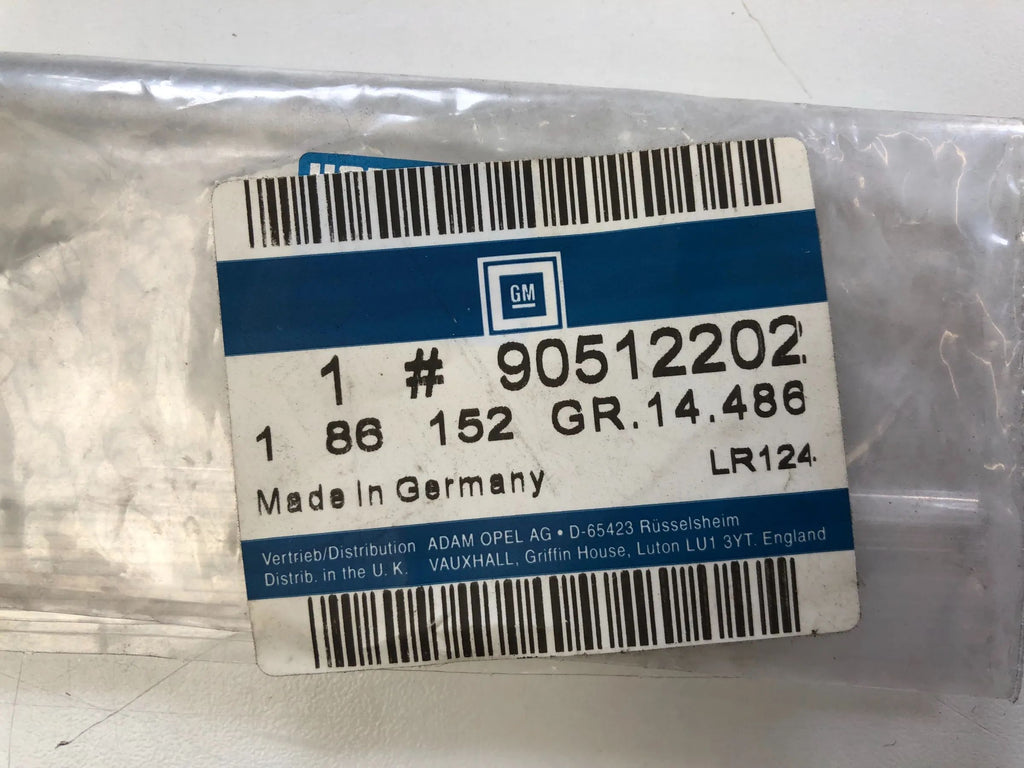 GM
1 # 90512202
1 86 152 GR.14.486
LR124
Made in Germany
Vertrieb/Distribution ADAM OPEL AG • D-65423 Rüsselsheim
Distrib. in the U. K. VAUXHALL, Griffin House, Luton LU1 3YT. England